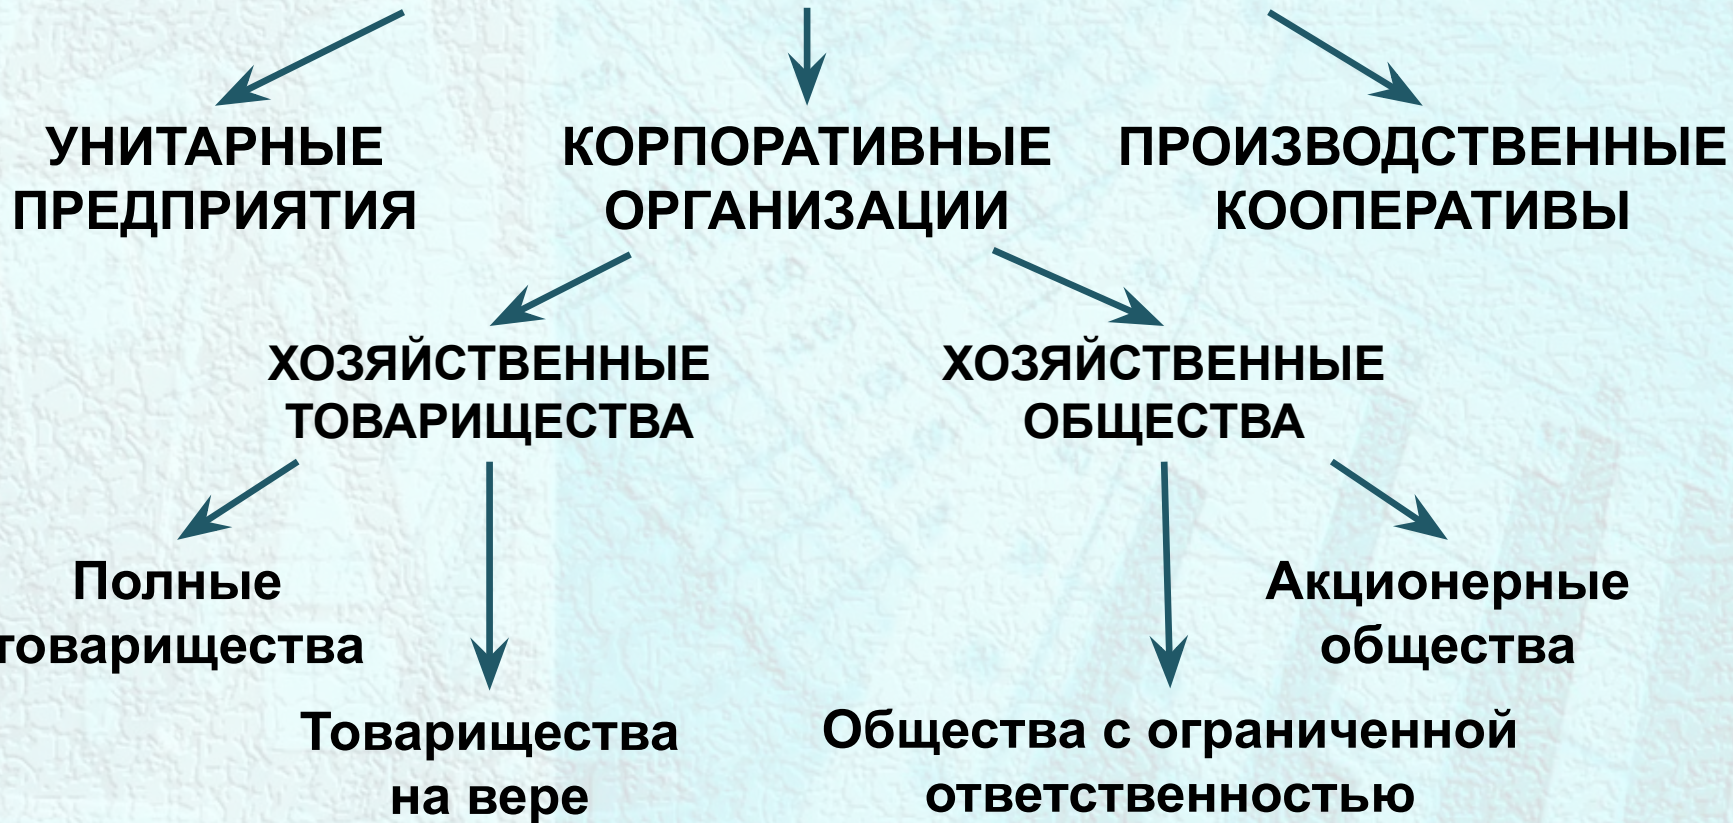 УНИТАРНЫЕ
ПРЕДПРИЯТИЯ
КОРПОРАТИВНЫЕ
ОРГАНИЗАЦИИ
ПРОИЗВОДСТВЕННЫЕ
КООПЕРАТИВЫ
ХОЗЯЙСТВЕННЫЕ
ТОВАРИЩЕСТВА
ХОЗЯЙСТВЕННЫЕ
ОБЩЕСТВА
Полные
товарищества
Акционерные
общества
Товарищества
на вере
Общества с ограниченной
ответственностью